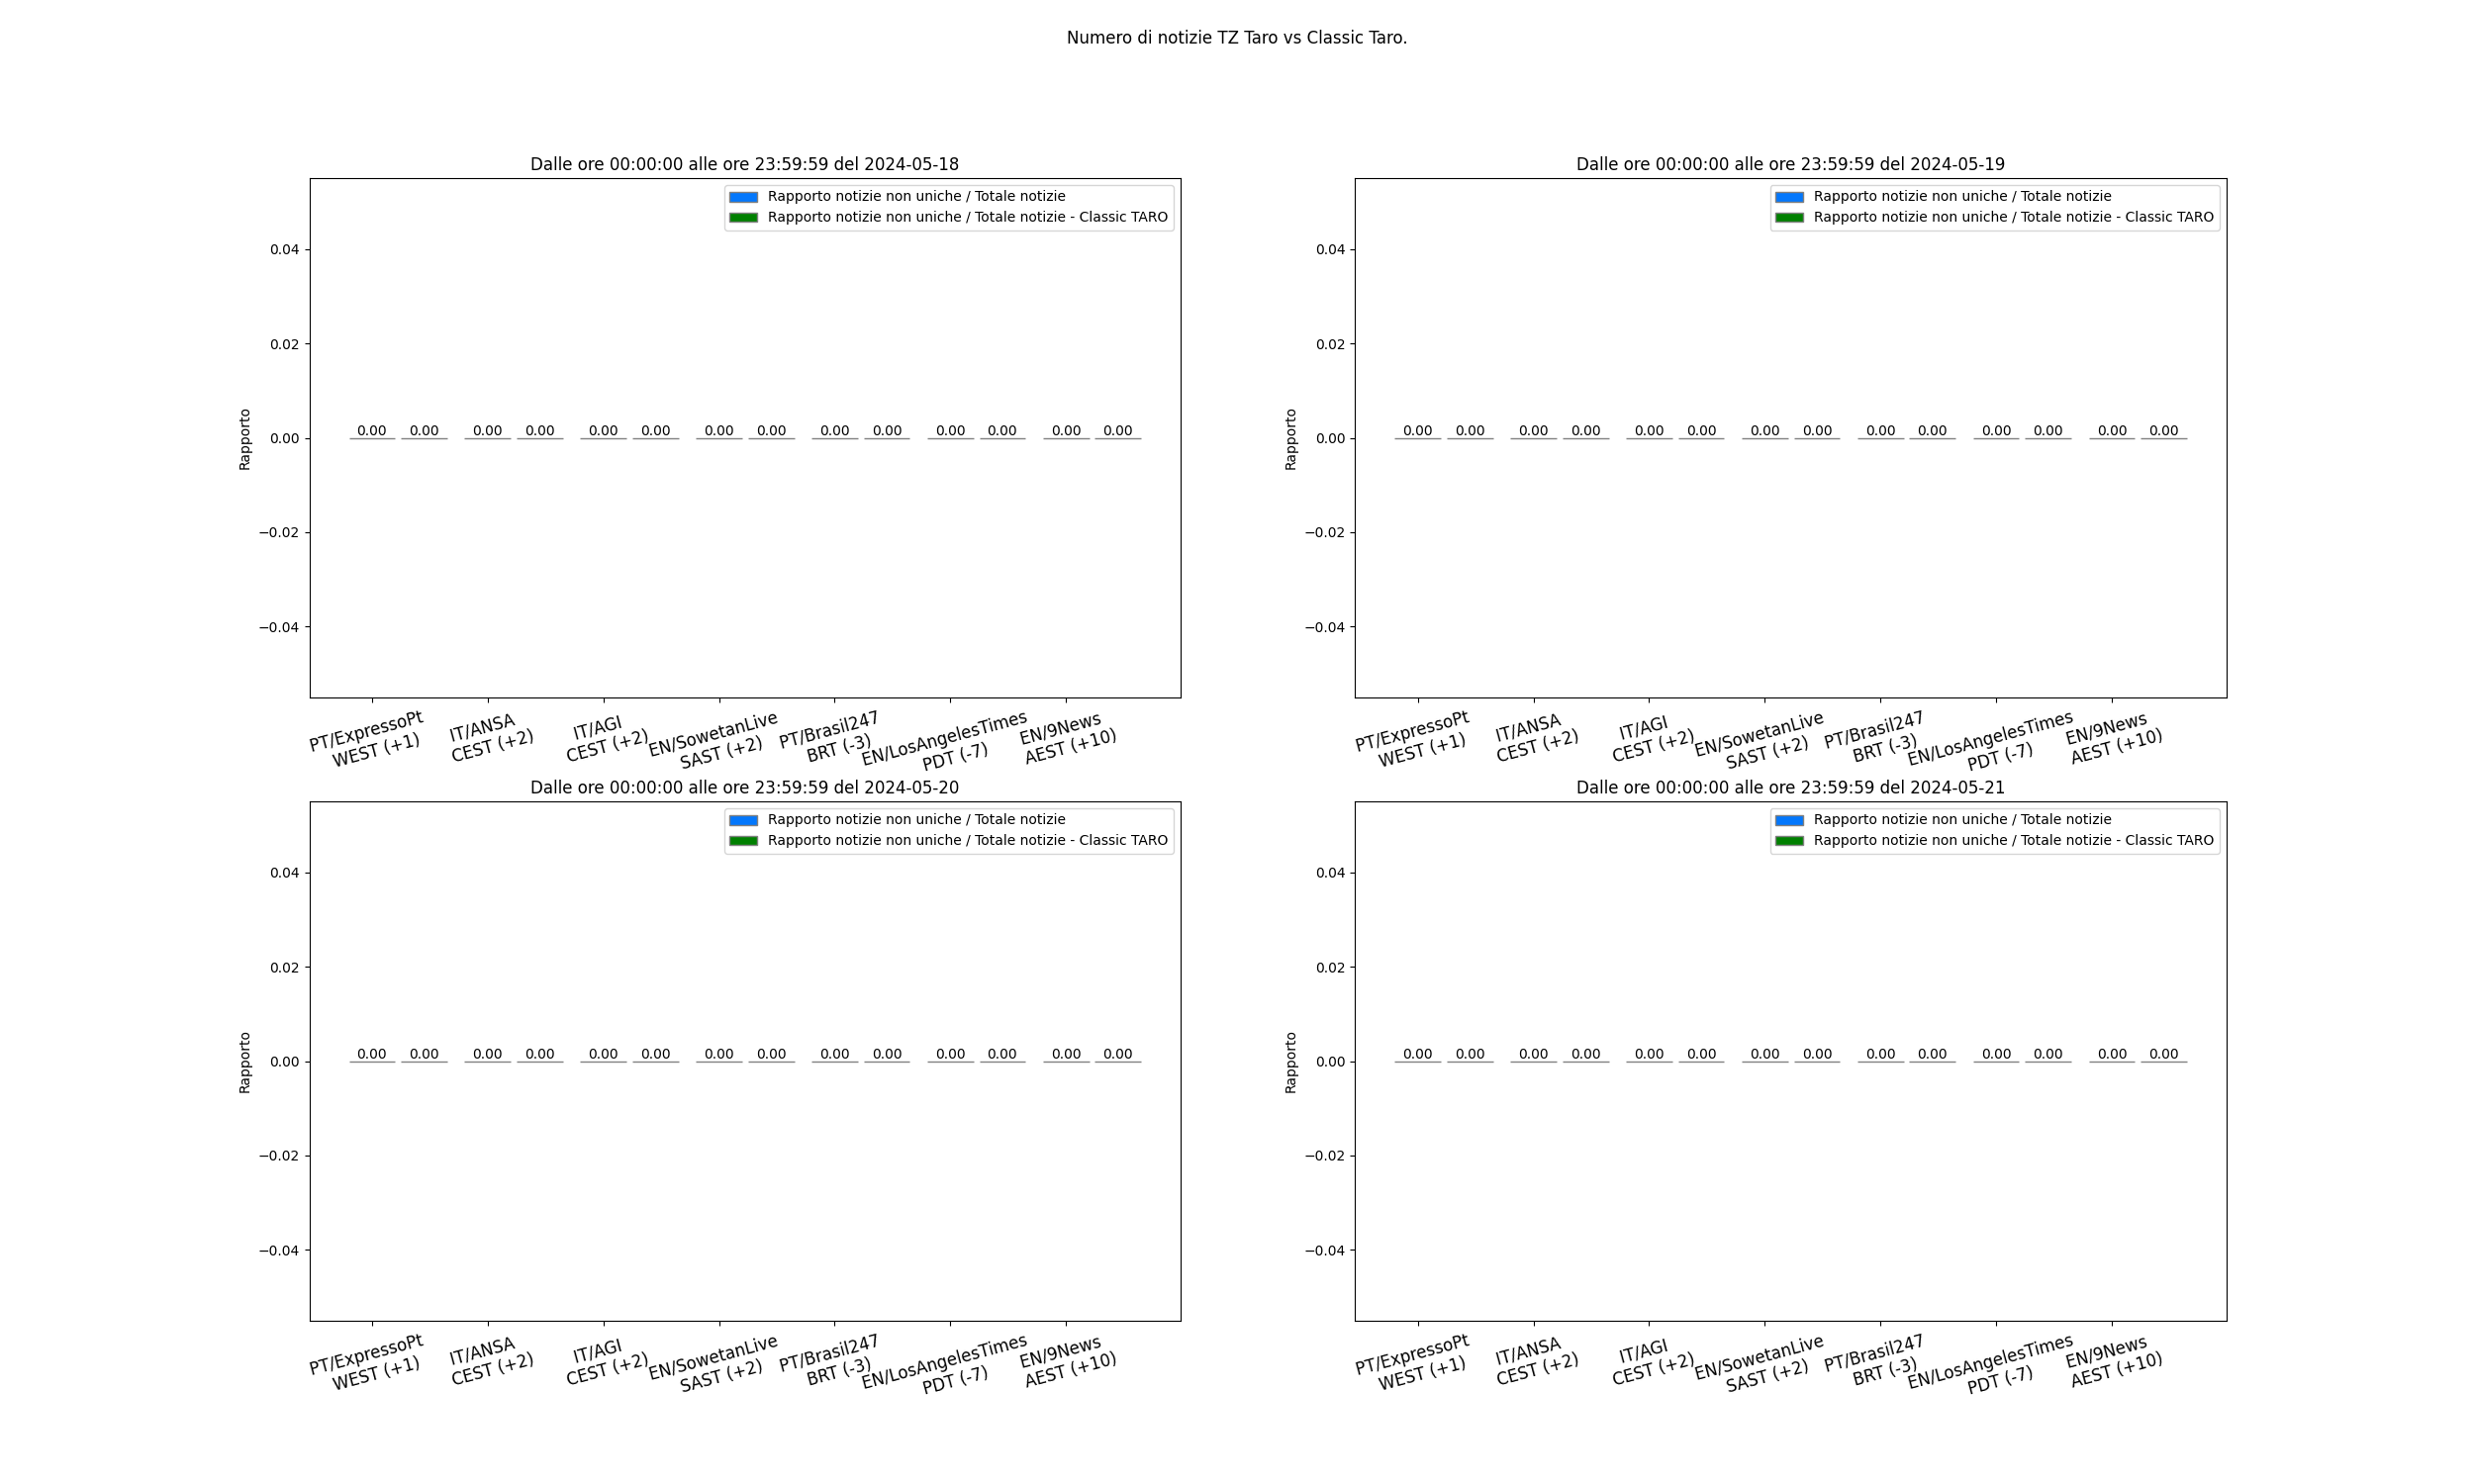 Numero di notizie TZ Taro vs Classic Taro.
Dalle ore 00:00:00 alle ore 23:59:59 del 2024-05-18
Rapporto notizie non uniche / Totale notizie
Rapporto notizie non uniche / Totale notizie - Classic TARO
0.04
0.02
0.00
−0.02
−0.04
Rapporto
0.00 0.00 0.00 0.00 0.00 0.00 0.00 0.00 0.00 0.00 0.00 0.00 0.00 0.00
PT/ExpressoPt
WEST (+1)
IT/ANSA
CEST (+2)
IT/AGI
CEST (+2)
EN/SowetanLive
SAST (+2)
PT/Brasil247
BRT (-3)
EN/LosAngelesTimes
PDT (-7)
EN/9News
AEST (+10)
Dalle ore 00:00:00 alle ore 23:59:59 del 2024-05-19
Rapporto notizie non uniche / Totale notizie
Rapporto notizie non uniche / Totale notizie - Classic TARO
0.04
0.02
0.00
−0.02
−0.04
Rapporto
0.00 0.00 0.00 0.00 0.00 0.00 0.00 0.00 0.00 0.00 0.00 0.00 0.00 0.00
PT/ExpressoPt
WEST (+1)
IT/ANSA
CEST (+2)
IT/AGI
CEST (+2)
EN/SowetanLive
SAST (+2)
PT/Brasil247
BRT (-3)
EN/LosAngelesTimes
PDT (-7)
EN/9News
AEST (+10)
Dalle ore 00:00:00 alle ore 23:59:59 del 2024-05-20
Rapporto notizie non uniche / Totale notizie
Rapporto notizie non uniche / Totale notizie - Classic TARO
0.04
0.02
0.00
−0.02
−0.04
Rapporto
0.00 0.00 0.00 0.00 0.00 0.00 0.00 0.00 0.00 0.00 0.00 0.00 0.00 0.00
PT/ExpressoPt
WEST (+1)
IT/ANSA
CEST (+2)
IT/AGI
CEST (+2)
EN/SowetanLive
SAST (+2)
PT/Brasil247
BRT (-3)
EN/LosAngelesTimes
PDT (-7)
EN/9News
AEST (+10)
Dalle ore 00:00:00 alle ore 23:59:59 del 2024-05-21
Rapporto notizie non uniche / Totale notizie
Rapporto notizie non uniche / Totale notizie - Classic TARO
0.04
0.02
0.00
−0.02
−0.04
Rapporto
0.00 0.00 0.00 0.00 0.00 0.00 0.00 0.00 0.00 0.00 0.00 0.00 0.00 0.00
PT/ExpressoPt
WEST (+1)
IT/ANSA
CEST (+2)
IT/AGI
CEST (+2)
EN/SowetanLive
SAST (+2)
PT/Brasil247
BRT (-3)
EN/LosAngelesTimes
PDT (-7)
EN/9News
AEST (+10)